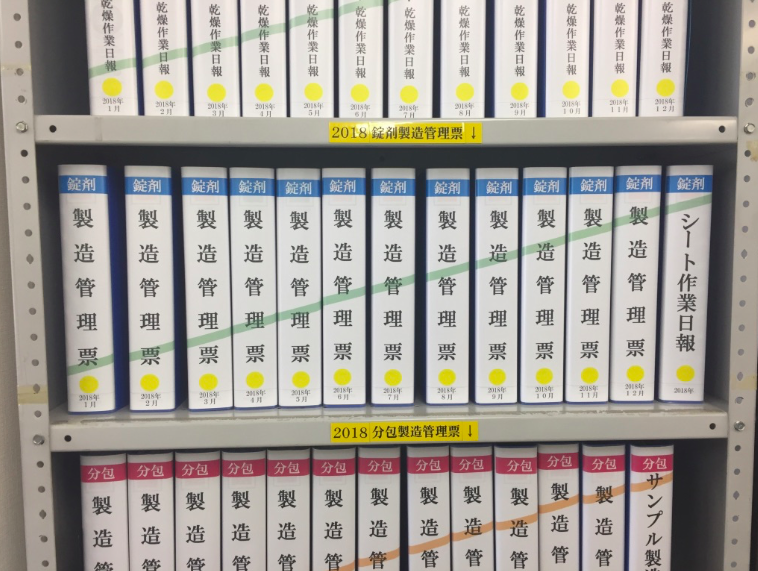 乾燥作業日報
2018年
1月
乾燥作業日報
2018年
2月
乾燥作業日報
2018年
3月
乾燥作業日報
2018年
4月
乾燥作業日報
2018年
5月
乾燥作業日報
2018年
6月
乾燥作業日報
2018年
7月
乾燥作業日報
2018年
8月
乾燥作業日報
2018年
9月
乾燥作業日報
2018年
10月
乾燥作業日報
2018年
11月
乾燥作業日報
2018年
12月
2018 錠剤製造管理票 ↓
錠剤
製造管理票
2018年
1月
錠剤
製造管理票
2018年
2月
錠剤
製造管理票
2018年
3月
錠剤
製造管理票
2018年
4月
錠剤
製造管理票
2018年
5月
錠剤
製造管理票
2018年
6月
錠剤
製造管理票
2018年
7月
錠剤
製造管理票
2018年
8月
錠剤
製造管理票
2018年
9月
錠剤
製造管理票
2018年
10月
錠剤
製造管理票
2018年
11月
錠剤
製造管理票
2018年
12月
錠剤
シート作業日報
2018年
2018 分包製造管理票 ↓
分包
製造管
分包
製造管
分包
製造管
分包
製造管
分包
製造管
分包
製造管
分包
製造管
分包
製造管
分包
製造管
分包
製造管
分包
製造管
分包
製造管
分包
サンプル製造